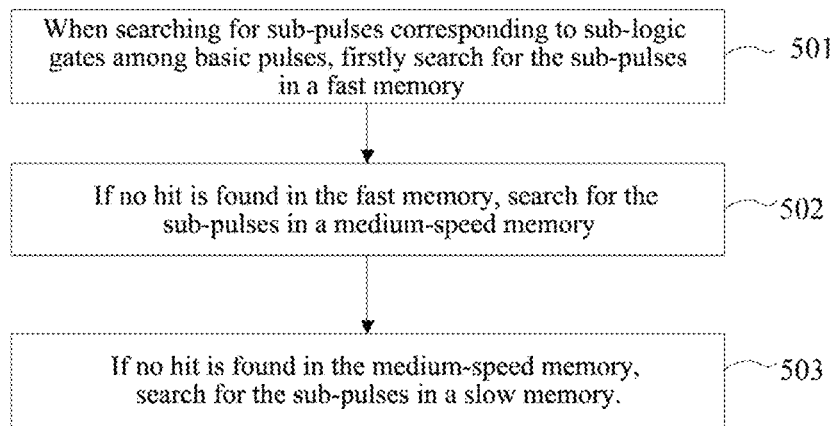 When searching for sub-pulses corresponding to sub-logic
gates among basic pulses, firstly search for the sub-pulses
in a fast memory
501
If no hit is found in the fast memory, search for the
sub-pulses in a medium-speed memory
502
If no hit is found in the medium-speed memory,
search for the sub-pulses in a slow memory.
503